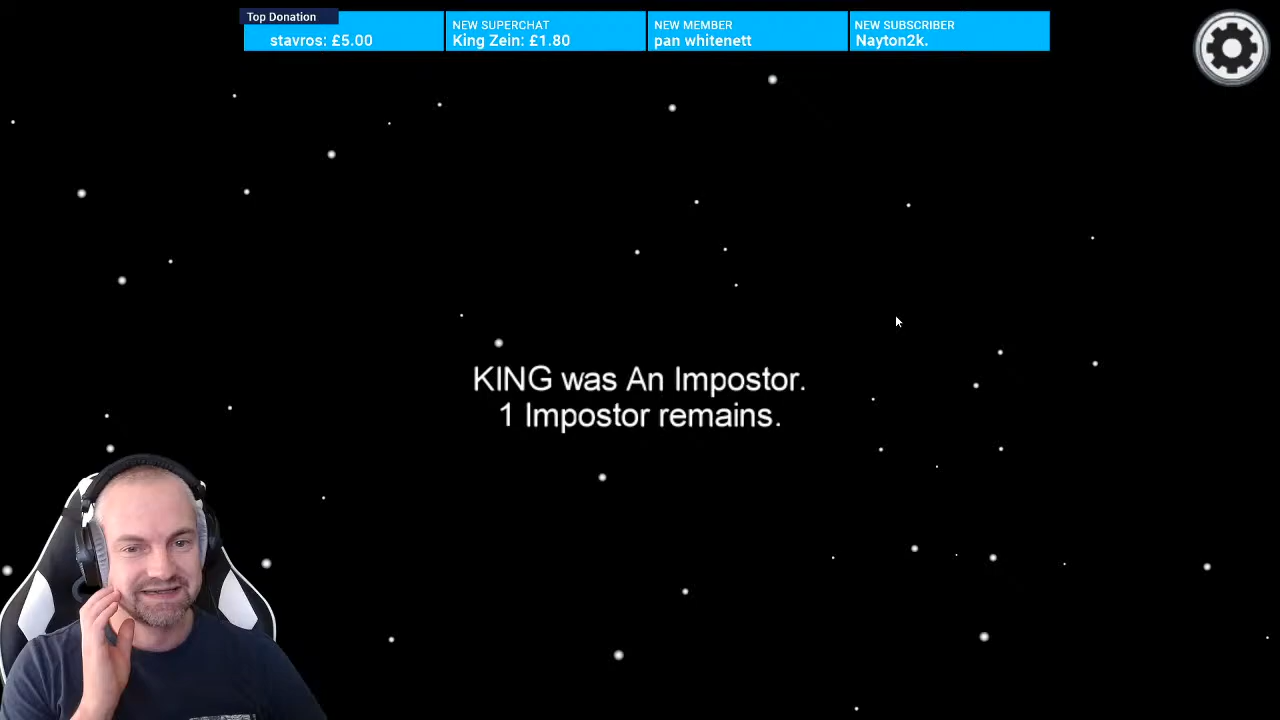 Top Donation
stavros: £5.00
NEW SUPERCHAT
King Zein: £1.80
NEW MEMBER
pan whitenett
NEW SUBSCRIBER
Nayton2k.
KING was An Impostor.
1 Impostor remains.